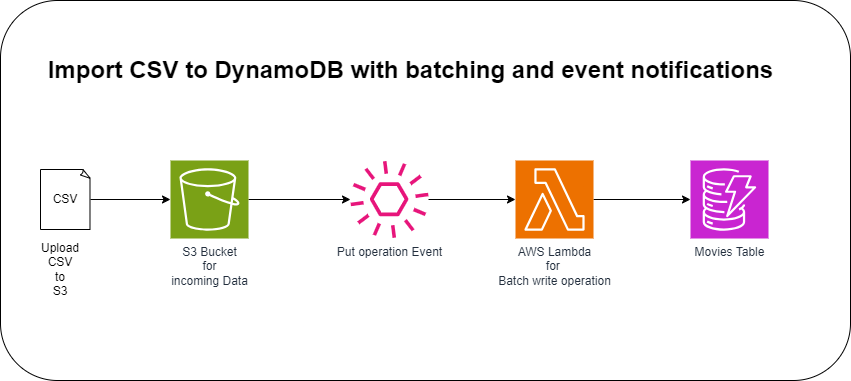 Import CSV to DynamoDB with batching and event notifications
CSV
Upload
CSV
to
S3
S3 Bucket
for
incoming Data
Put operation Event
AWS Lambda
for
Batch write operation
Movies Table